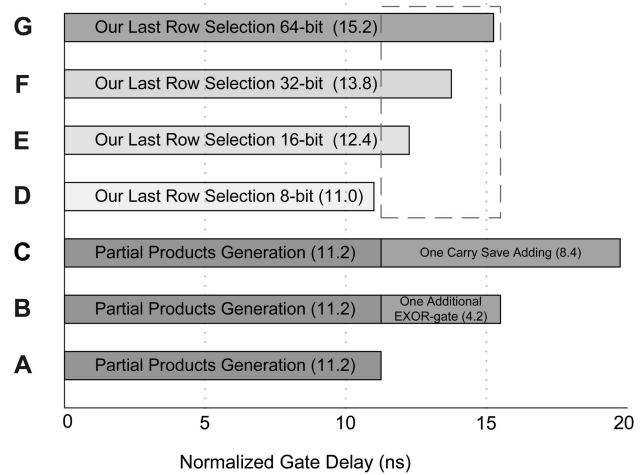 G Our Last Row Selection 64-bit (15.2)
F Our Last Row Selection 32-bit (13.8)
E Our Last Row Selection 16-bit (12.4)
D Our Last Row Selection 8-bit (11.0)
C Partial Products Generation (11.2) One Carry Save Adding (8.4)
B Partial Products Generation (11.2) One Additional
EXOR-gate (4.2)
A Partial Products Generation (11.2)
0 5 10 15 20
Normalized Gate Delay (ns)